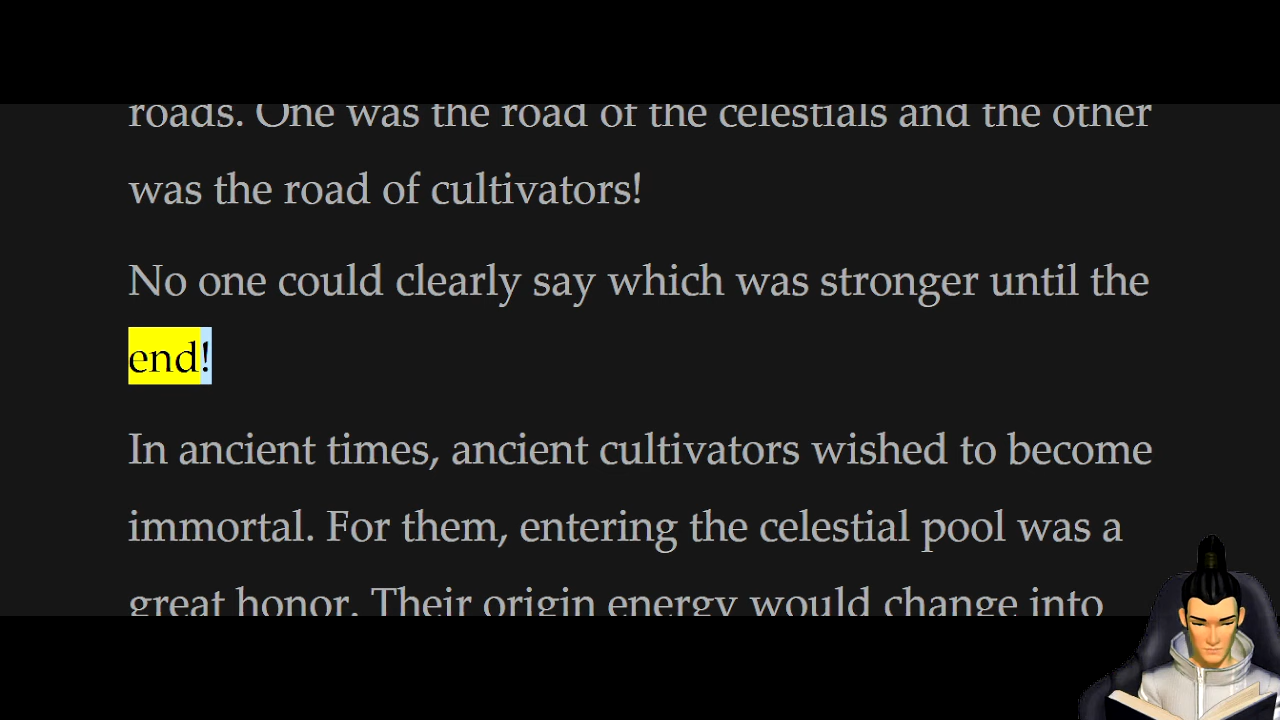 roads. One was the road of the celestials and the other
was the road of cultivators!
No one could clearly say which was stronger until the
end!
In ancient times, ancient cultivators wished to become
immortal. For them, entering the celestial pool was a
great honor. Their origin energy would change into